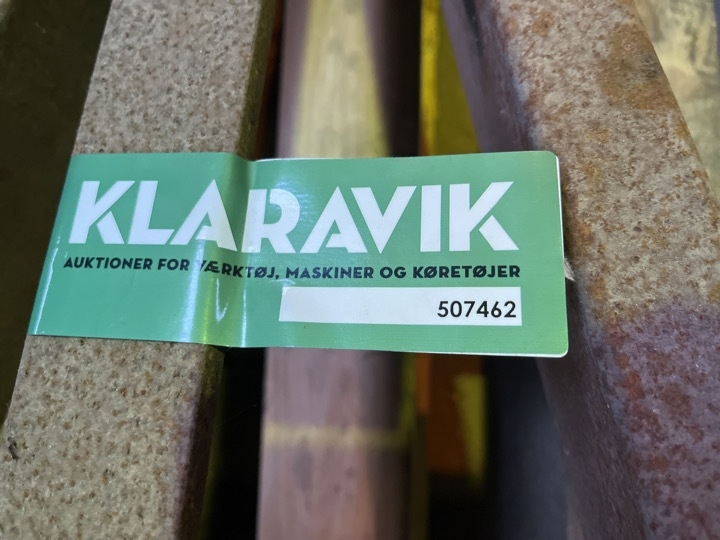 KLARAVIK
AUKTIONER FOR VÆRKTØJ, MASKINER OG KØRETØJER
507462